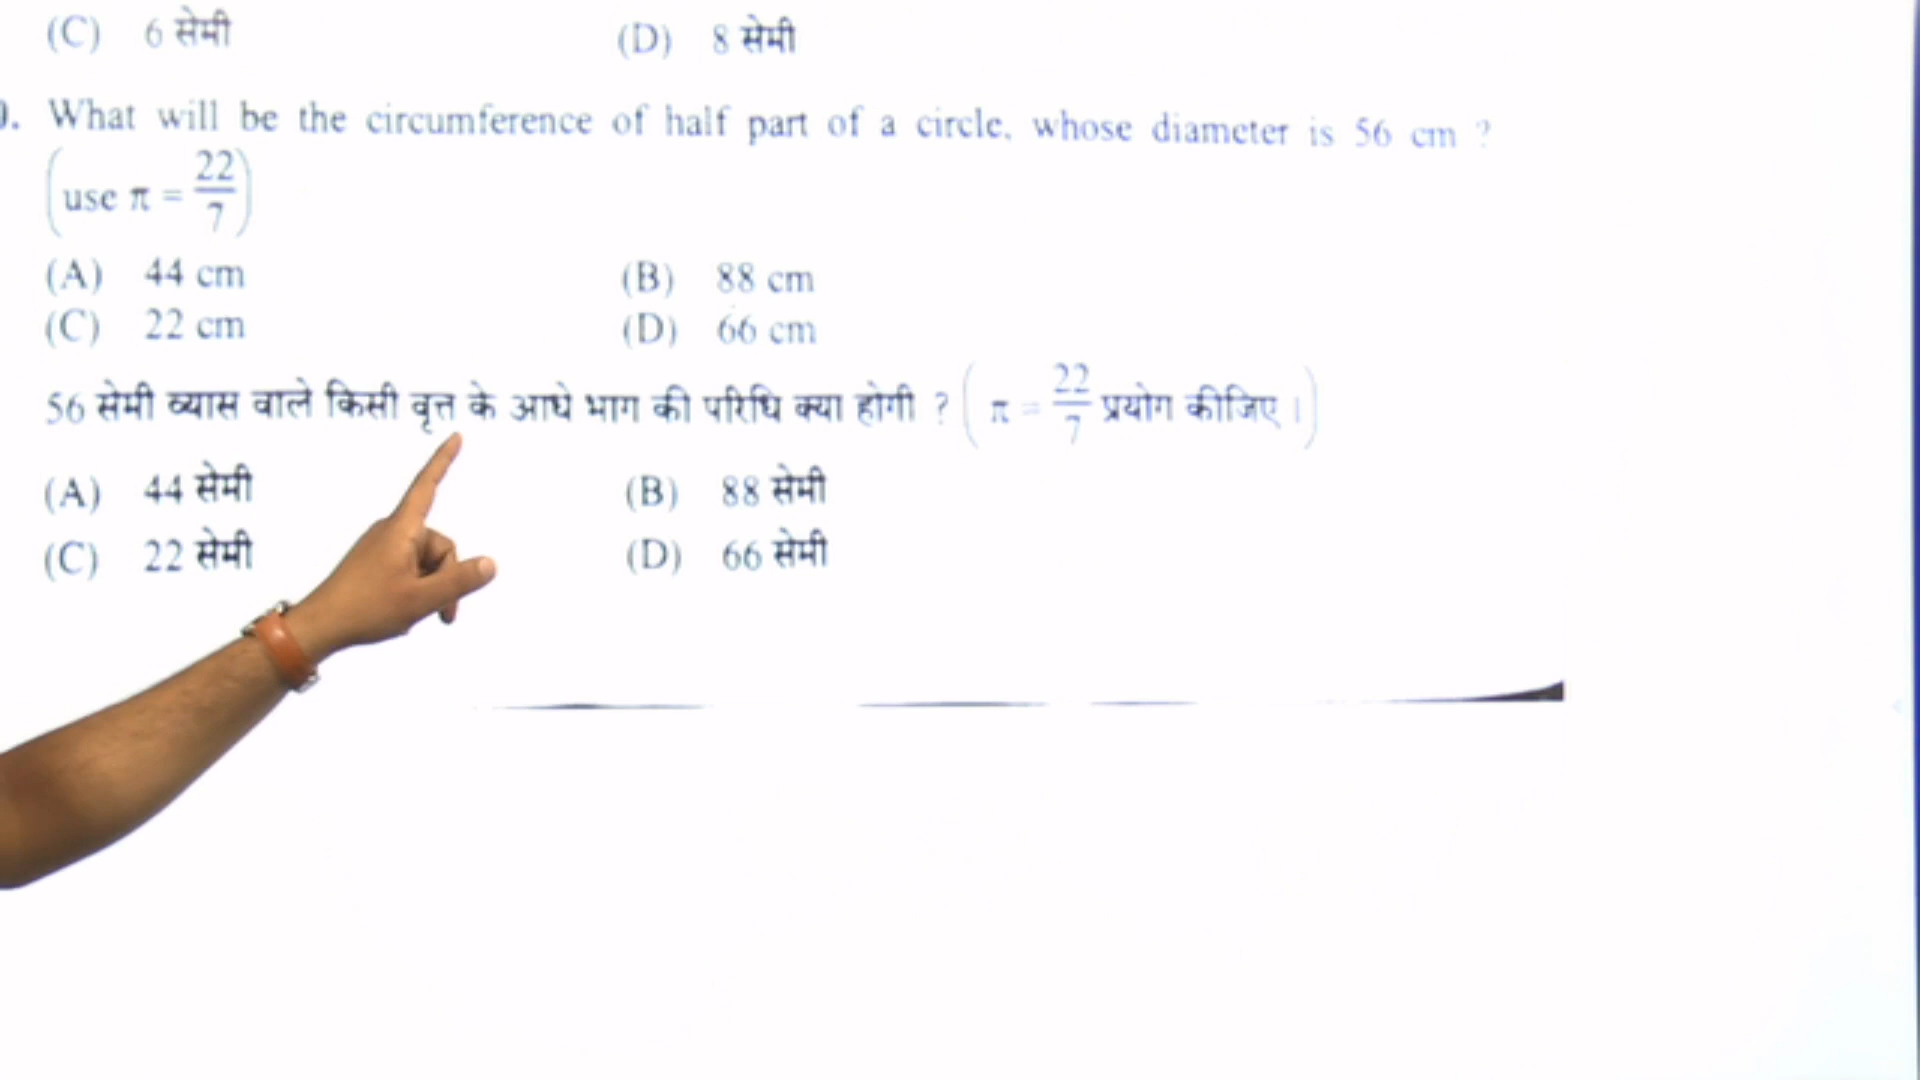 (C) 6 सेमी (D) 8 सेमी
. What will be the circumference of half part of a circle, whose diameter is 56 cm ?
(use π = 22/7)
(A) 44 cm (B) 88 cm
(C) 22 cm (D) 66 cm
56 सेमी व्यास वाले किसी वृत्त के आधे भाग की परिधि क्या होगी ? ( π = 22/7 प्रयोग कीजिए । )
(A) 44 सेमी (B) 88 सेमी
(C) 22 सेमी (D) 66 सेमी